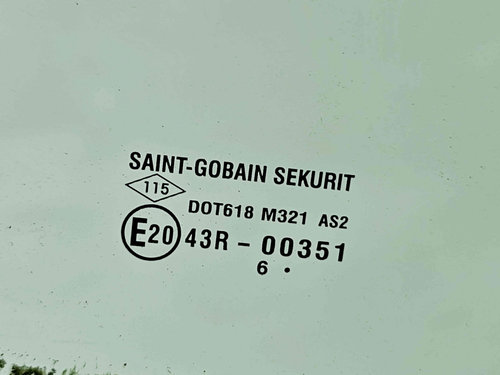 SAINT-GOBAIN SEKURIT
115
DOT618 M321 AS2
E20 43R - 00351
6 •